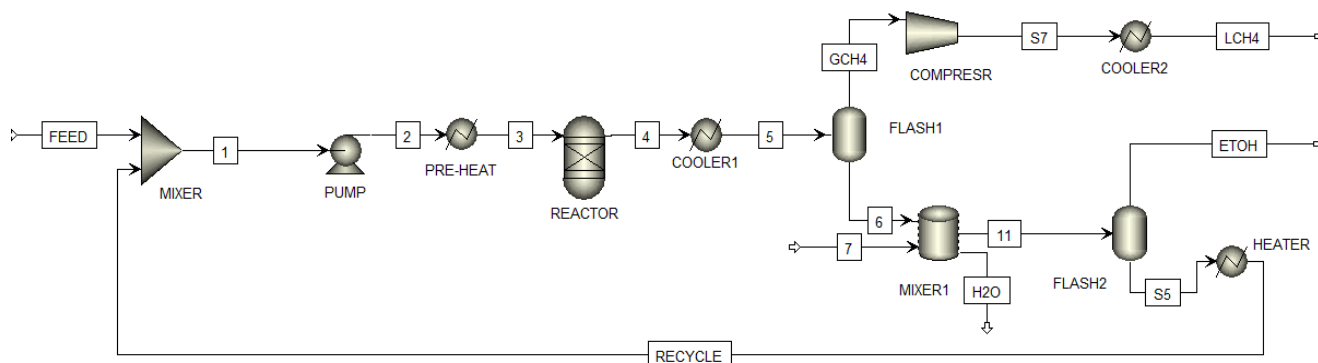 GCH4
S7
LCH4
COMPRESR
COOLER2
FEED
1
2
3
4
5
FLASH1
ETOH
MIXER
PUMP
PRE-HEAT
REACTOR
COOLER1
6
7
11
HEATER
MIXER1
H2O
FLASH2
S5
RECYCLE